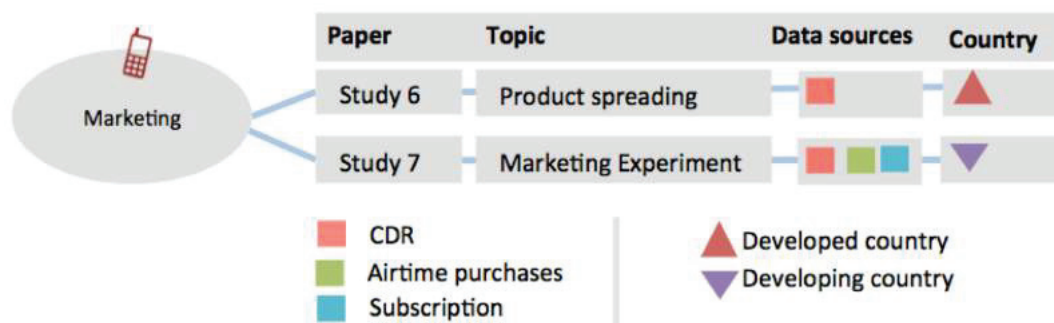 Paper Topic Data sources Country
Marketing
Study 6 Product spreading
Study 7 Marketing Experiment
CDR
Airtime purchases
Subscription
Developed country
Developing country